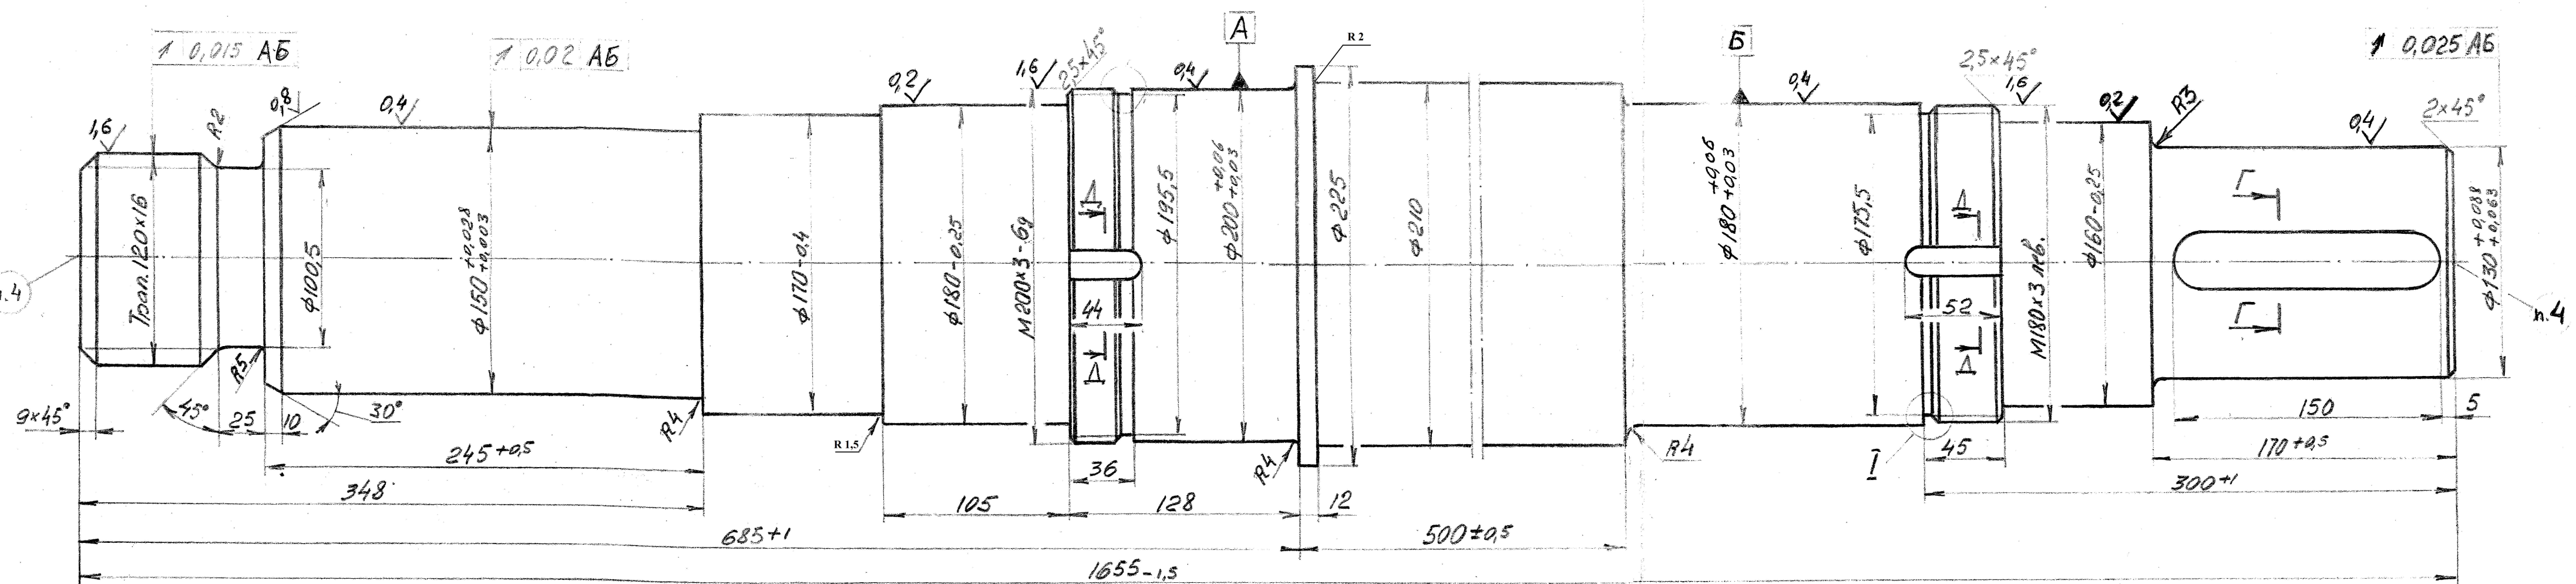 ↗ 0,015 АБ
↗ 0,02 АБ
А
R 2
Б
↗ 0,025 АБ
1,6
R2
0,8
0,4
0,2
1,6
2,5×45°
0,4
0,4
2,5×45°
1,6
0,2
R3
0,4
2×45°
Трап.120×16
ф100,5
ф150 +0,028 +0,003
ф170-0,4
ф180-0,25
М200×3-6g
Д
Д
ф195,5
ф200 +0,06 +0,03
ф225
ф210
ф180 +0,06 +0,03
ф175,5
Д
Д
М180×3 лев.
ф160-0,25
Г
Г
ф130 +0,088 +0,063
п.4
п.4
44
52
9×45°
45°
25
R5
10
30°
R4
R 1,5
R4
R4
I
45
150
5
245+0,5
36
170+0,5
348
105
128
12
300+1
685+1
500±0,5
1655-1,5